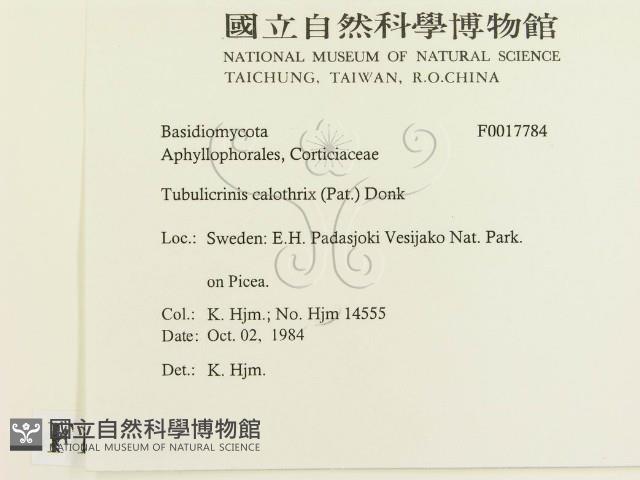 國立自然科學博物館
NATIONAL MUSEUM OF NATURAL SCIENCE
TAICHUNG, TAIWAN, R.O.CHINA
Basidiomycota F0017784
Aphyllophorales, Corticiaceae
Tubulicrinis calothrix (Pat.) Donk
Loc.: Sweden: E.H. Padasjoki Vesijako Nat. Park.
on Picea.
Col.: K. Hjm.; No. Hjm 14555
Date: Oct. 02, 1984
Det.: K. Hjm.
國立自然科學博物館
NATIONAL MUSEUM OF NATURAL SCIENCE